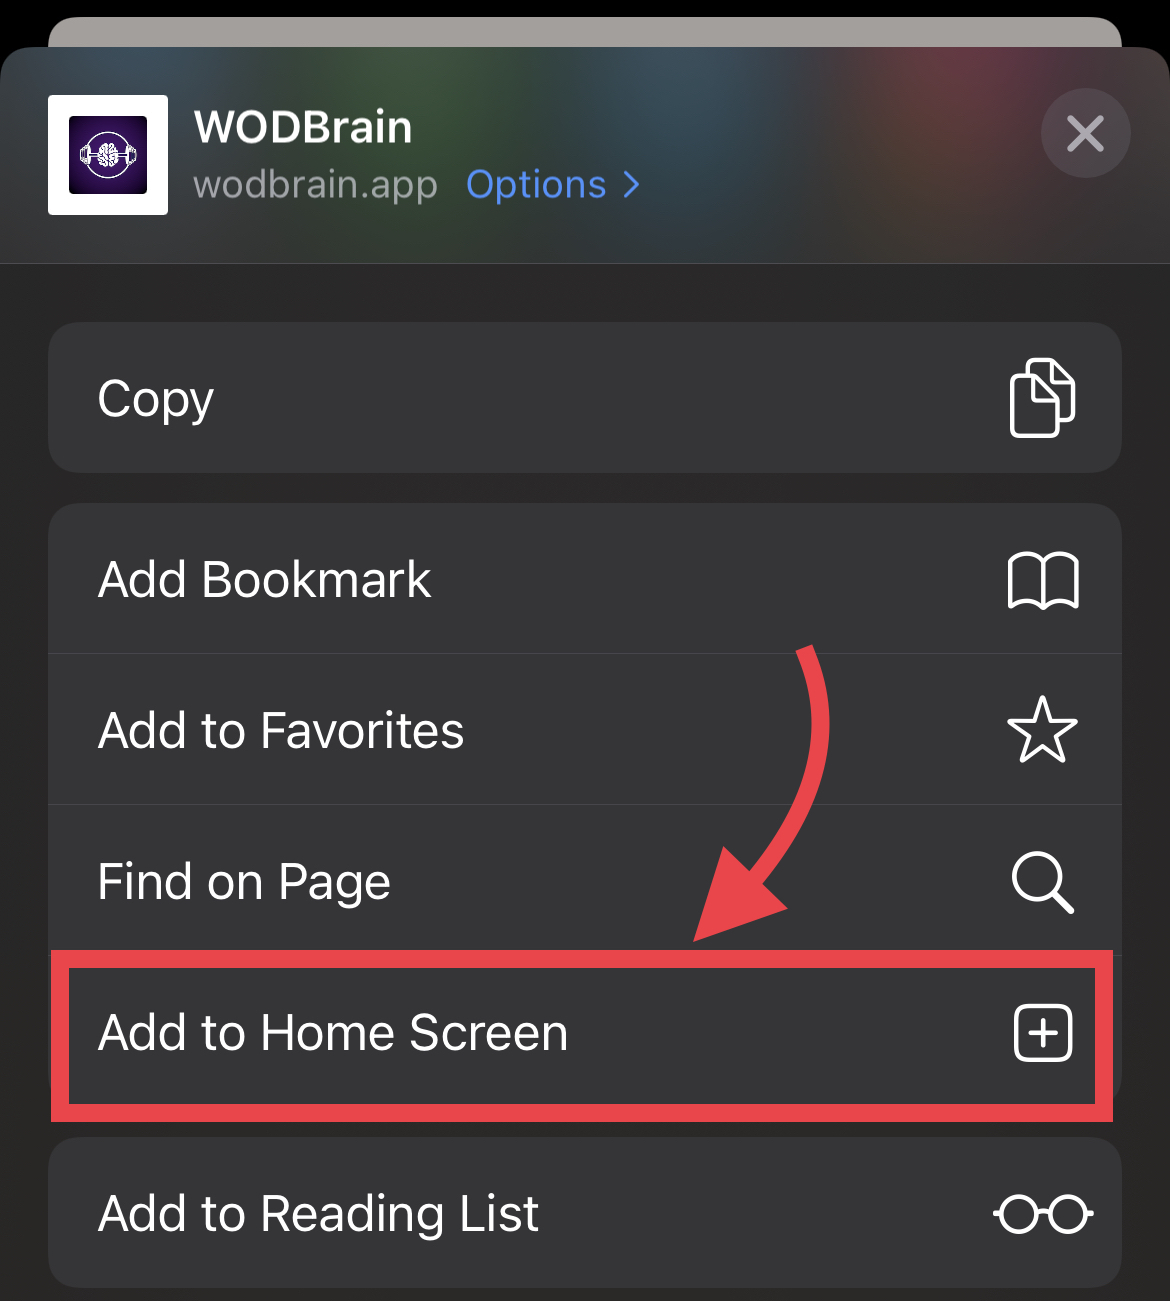 WODBrain
wodbrain.app Options >
Copy
Add Bookmark
Add to Favorites
Find on Page
Add to Home Screen
Add to Reading List